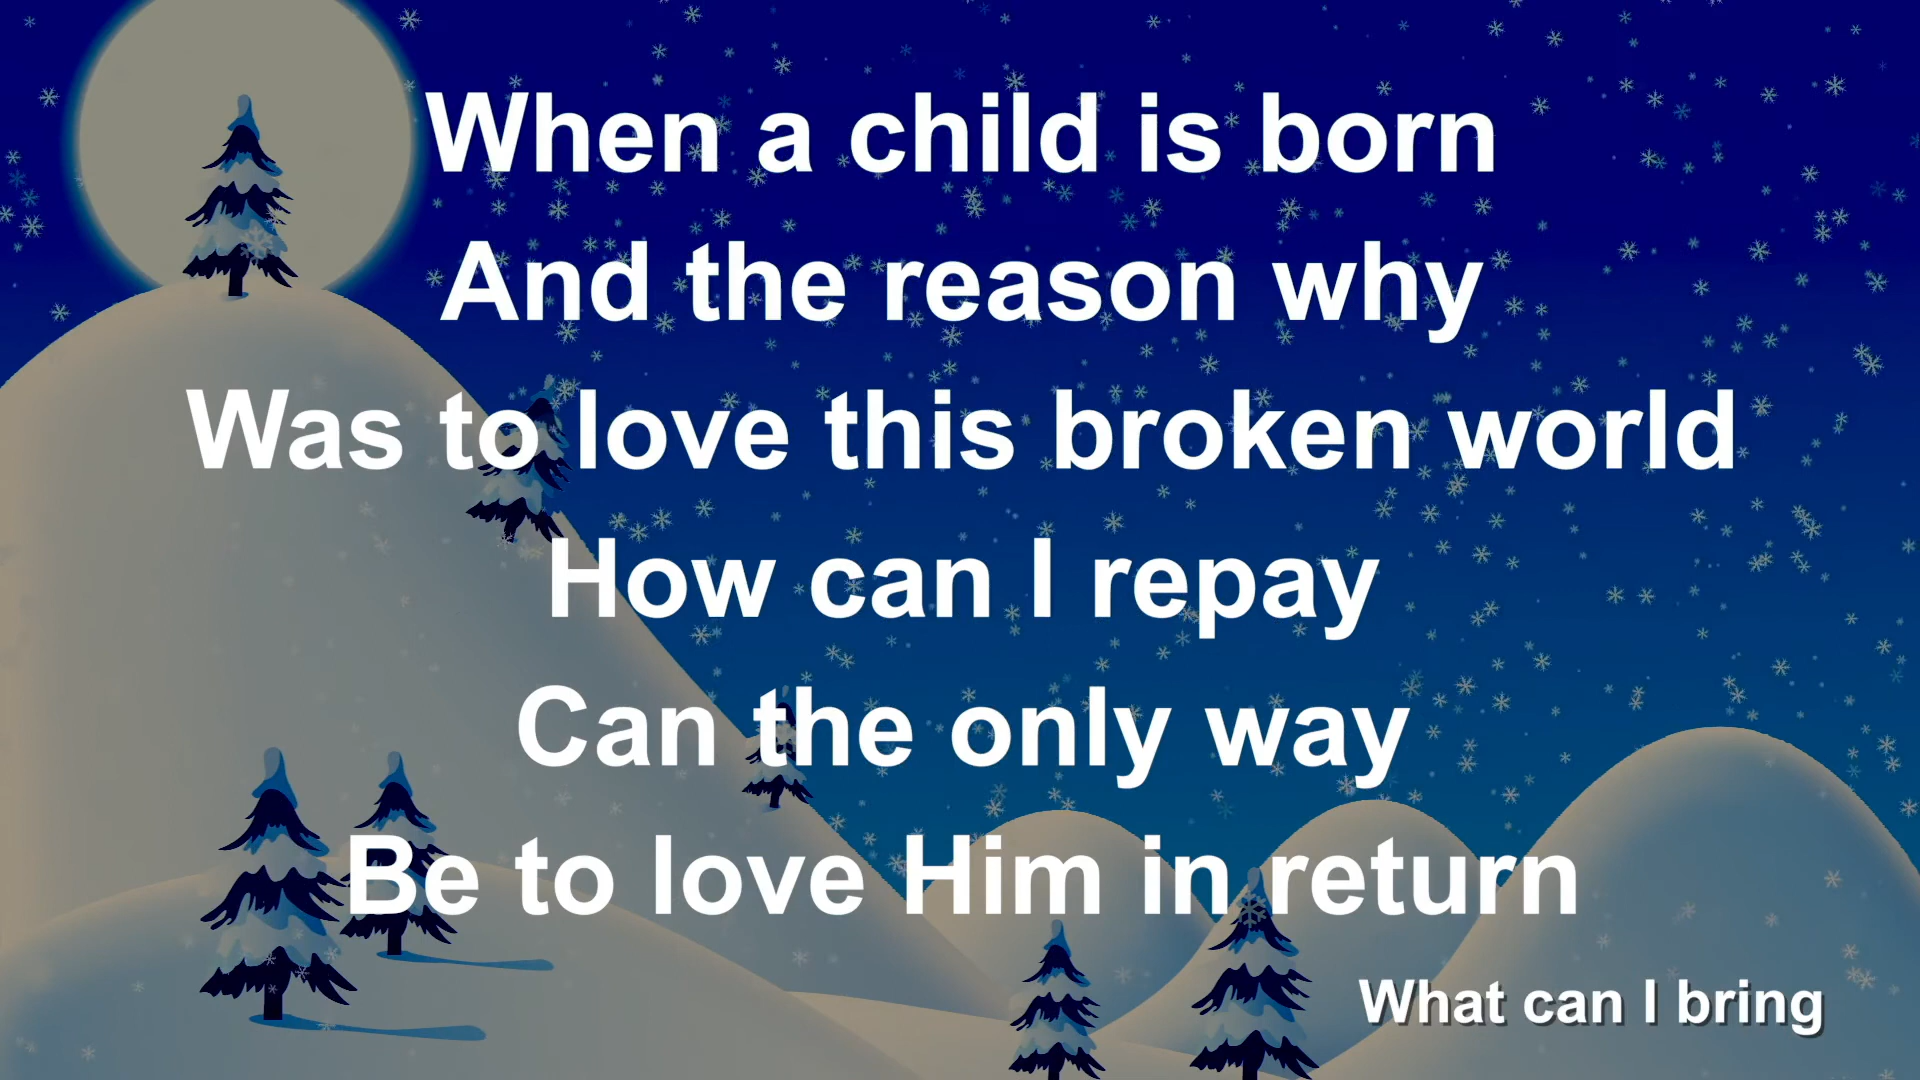 When a child is born
And the reason why
Was to love this broken world
How can I repay
Can the only way
Be to love Him in return
What can I bring